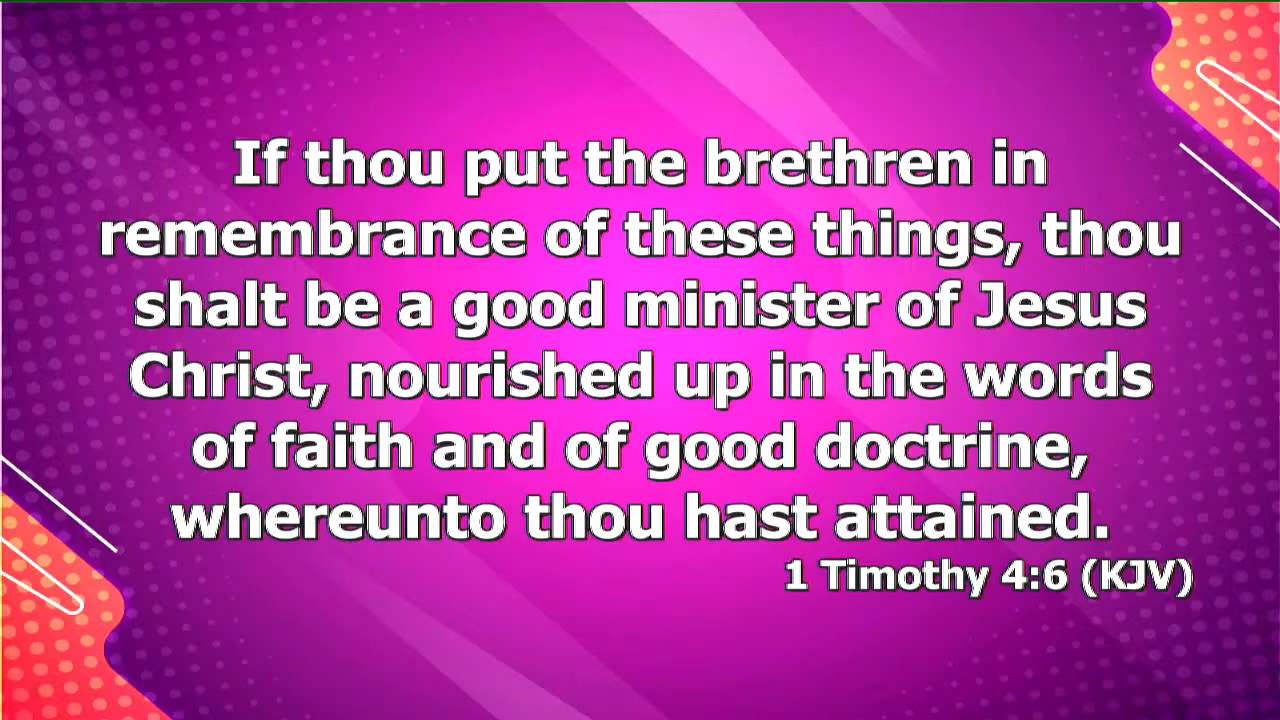 If thou put the brethren in
remembrance of these things, thou
shalt be a good minister of Jesus
Christ, nourished up in the words
of faith and of good doctrine,
whereunto thou hast attained.
1 Timothy 4:6 (KJV)